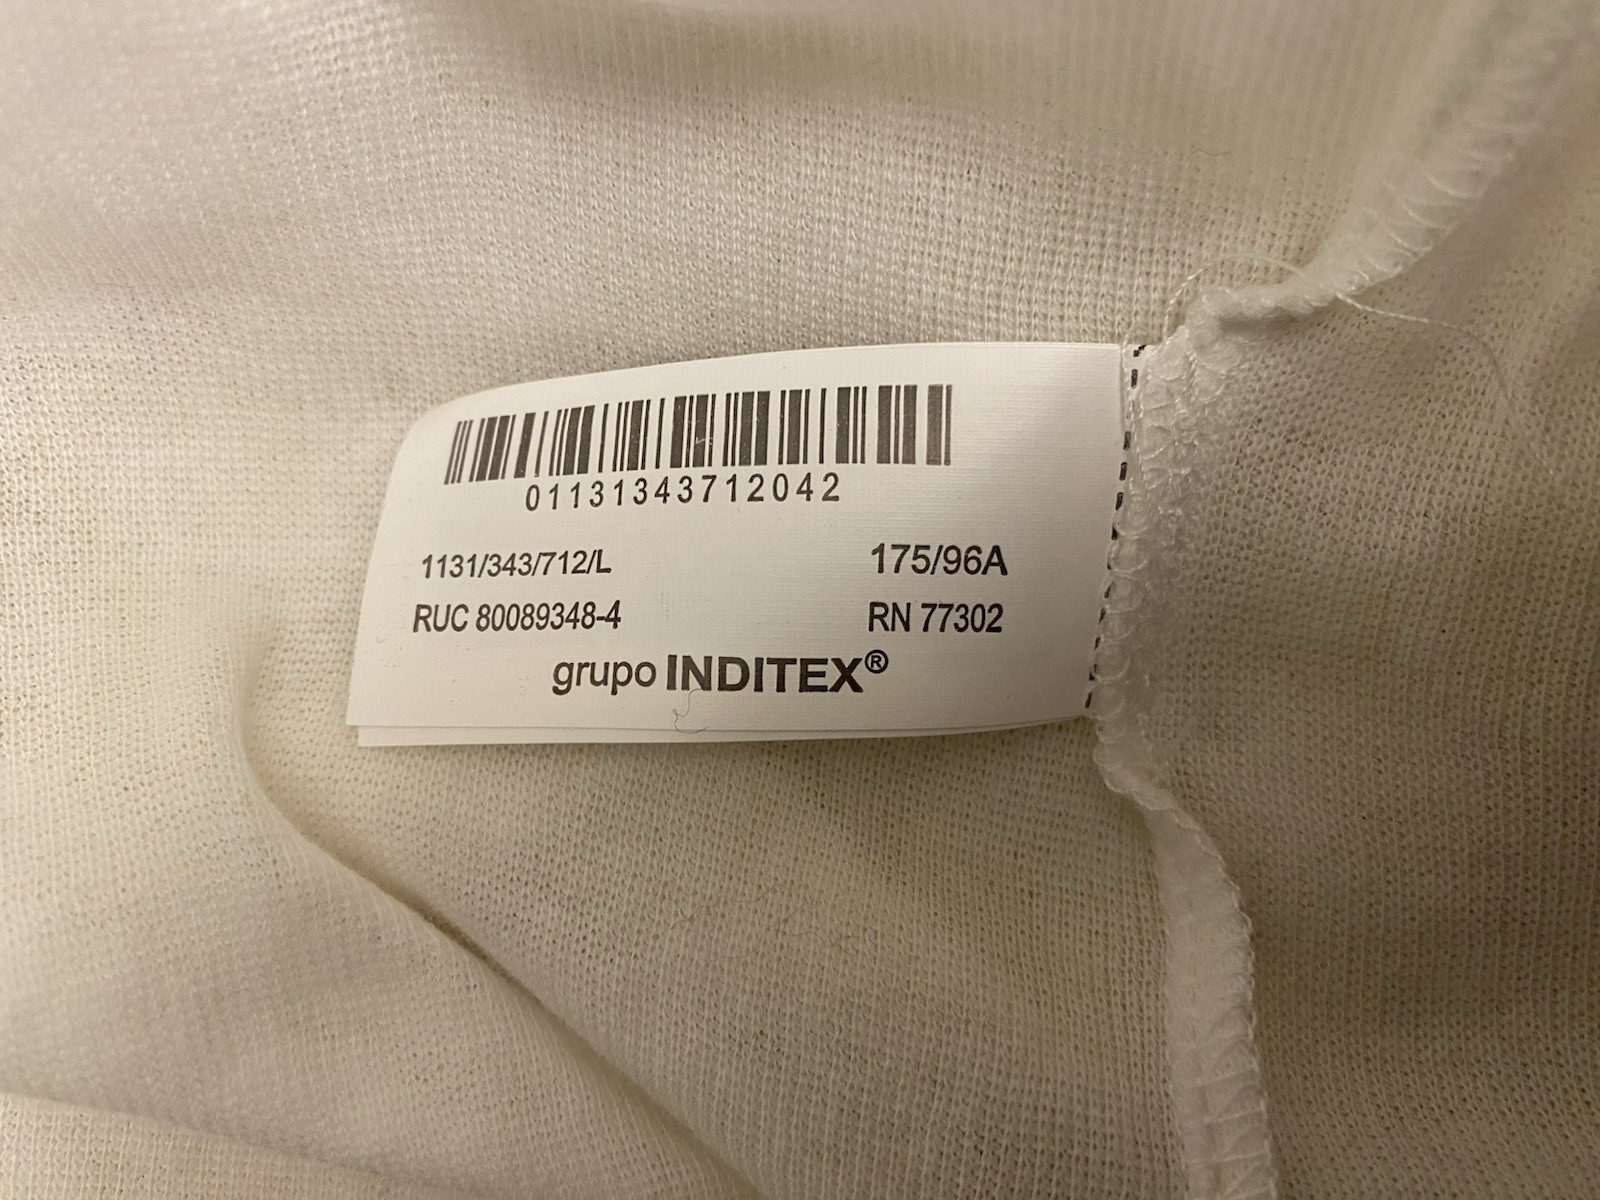 01131343712042
1131/343/712/L 175/96A
RUC 80089348-4 RN 77302
grupo INDITEX®